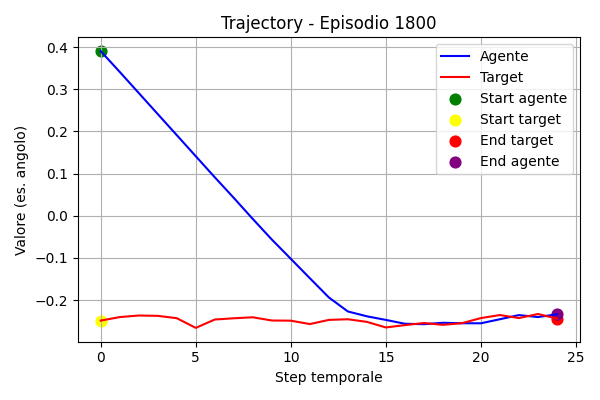 Trajectory - Episodio 1800
Valore (es. angolo)
0.4
0.3
0.2
0.1
0.0
−0.1
−0.2
Agente
Target
Start agente
Start target
End target
End agente
0 5 10 15 20 25
Step temporale